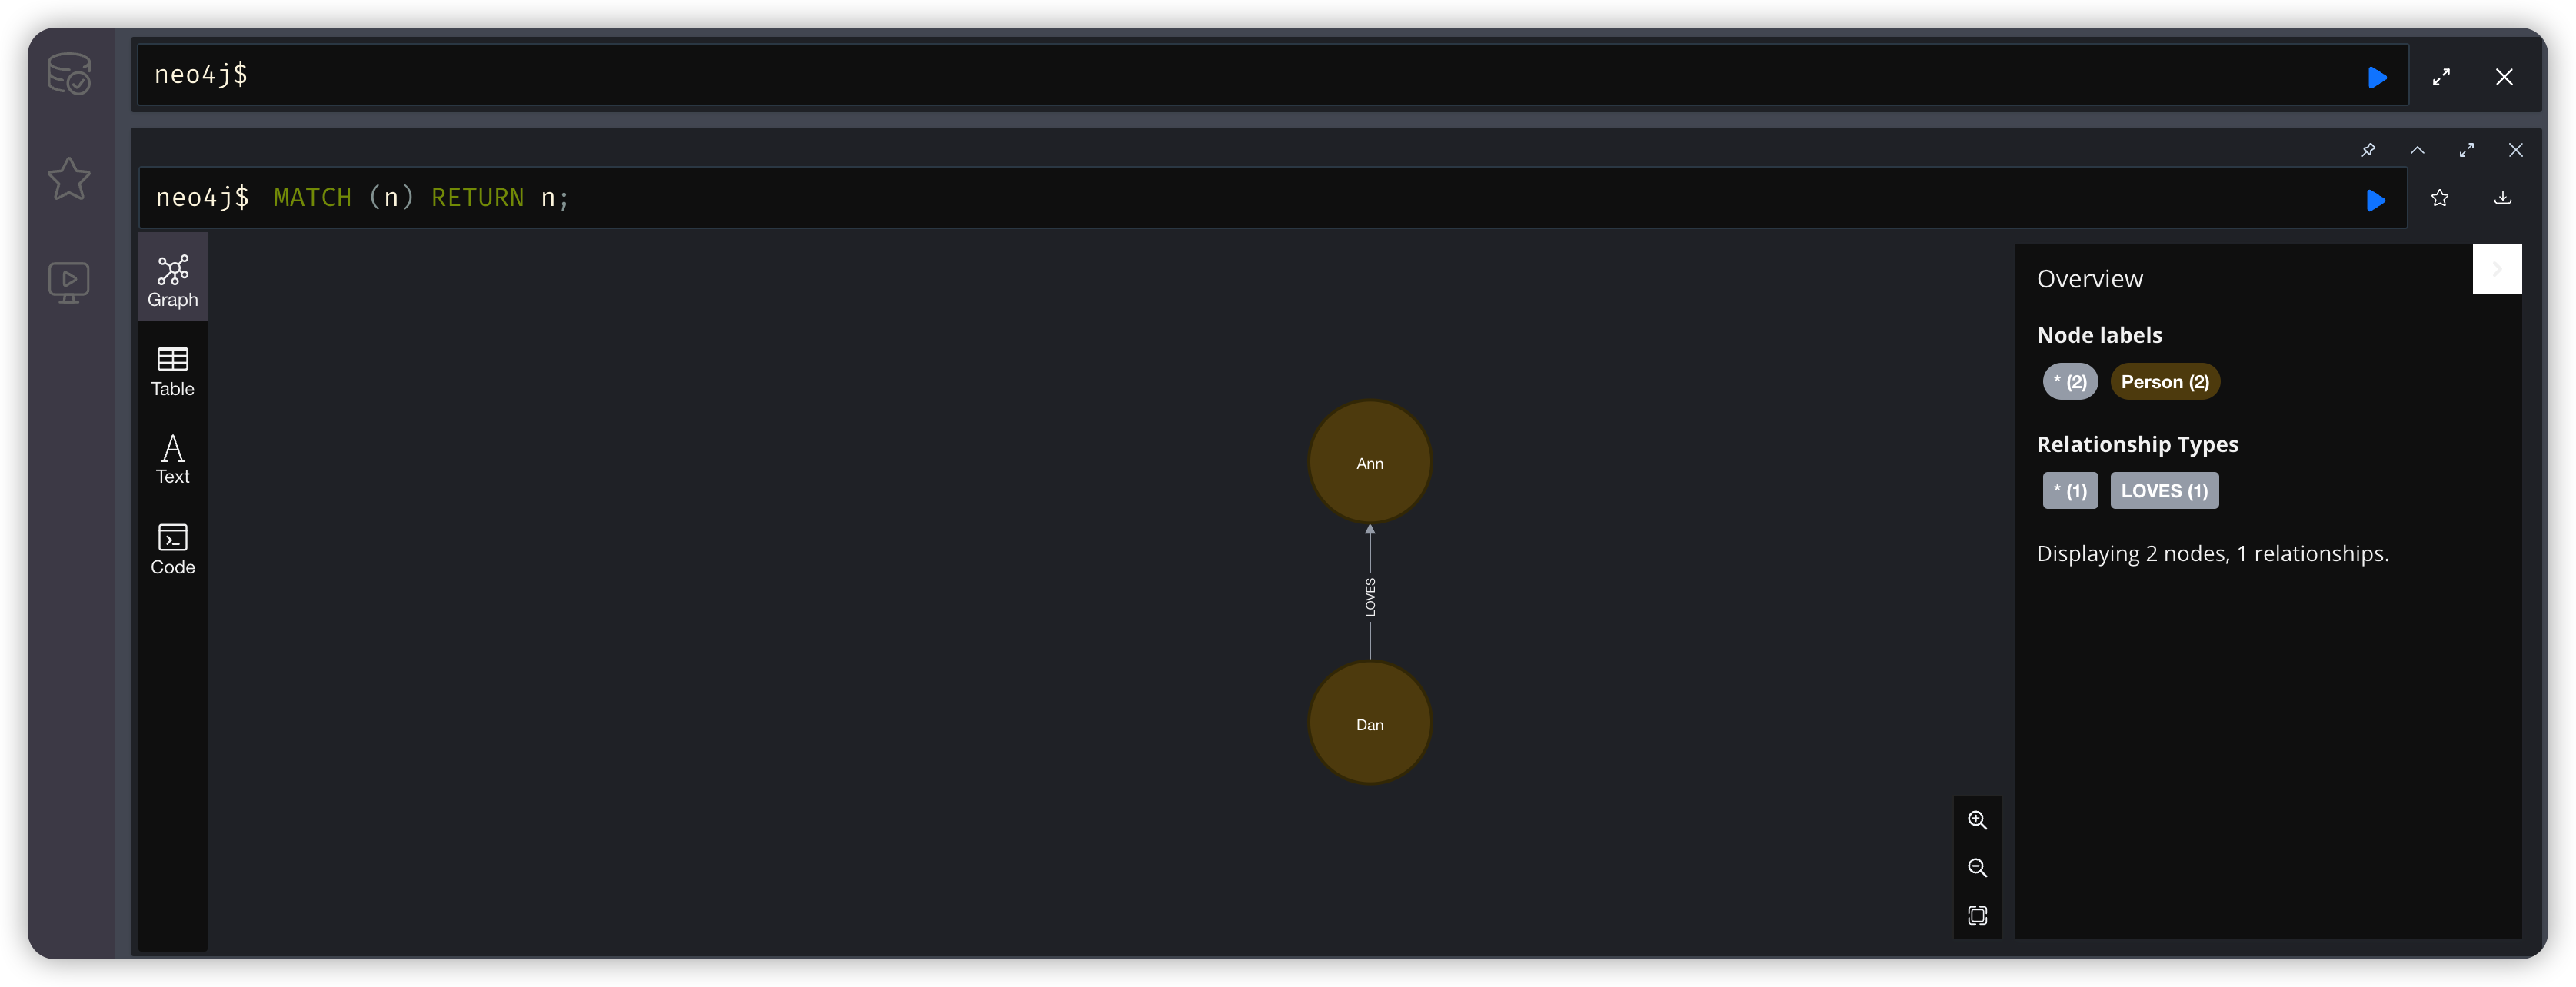 neo4j$
neo4j$ MATCH (n) RETURN n;
Graph
Table
Text
Code
Ann
LOVES
Dan
Overview
Node labels
* (2) Person (2)
Relationship Types
* (1) LOVES (1)
Displaying 2 nodes, 1 relationships.